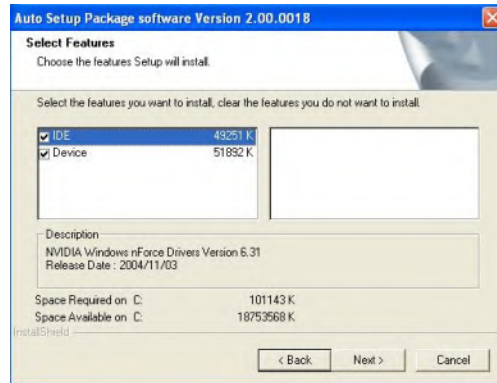 Auto Setup Package software Version 2.00.0018
Select Features
Choose the features Setup will install.
Select the features you want to install, clear the features you do not want to install.
IDE 49251 K
Device 51892 K
Description
NVIDIA Windows nForce Drivers Version 6.31
Release Date : 2004/11/03
Space Required on C: 101143 K
Space Available on C: 18753568 K
InstallShield
< Back Next > Cancel